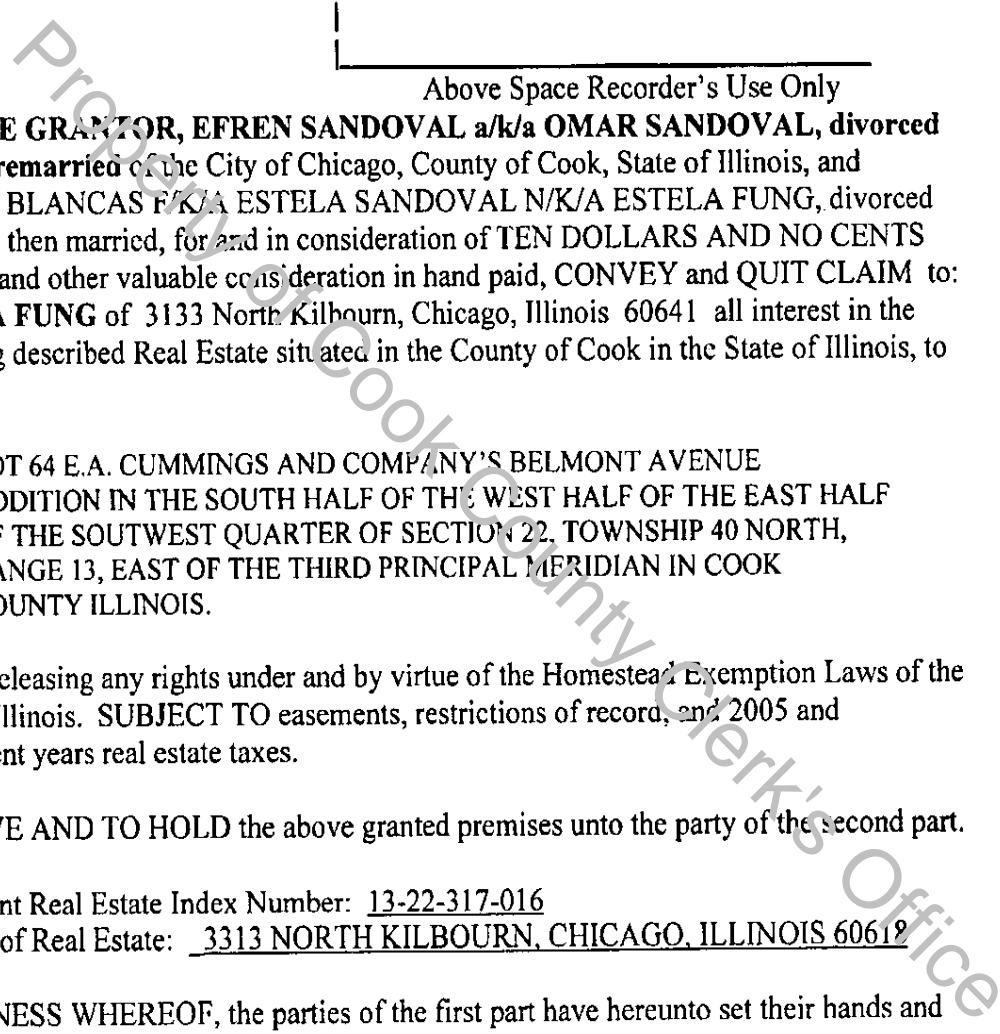 Above Space Recorder's Use Only
E GRANTOR, EFREN SANDOVAL a/k/a OMAR SANDOVAL, divorced
remarried of the City of Chicago, County of Cook, State of Illinois, and
BLANCAS F/K/A ESTELA SANDOVAL N/K/A ESTELA FUNG, divorced
then married, for and in consideration of TEN DOLLARS AND NO CENTS
and other valuable consideration in hand paid, CONVEY and QUIT CLAIM to:
A FUNG of 3133 North Kilbourn, Chicago, Illinois 60641 all interest in the
g described Real Estate situated in the County of Cook in the State of Illinois, to
OT 64 E.A. CUMMINGS AND COMPANY'S BELMONT AVENUE
DDITION IN THE SOUTH HALF OF THE WEST HALF OF THE EAST HALF
F THE SOUTWEST QUARTER OF SECTION 22, TOWNSHIP 40 NORTH,
ANGE 13, EAST OF THE THIRD PRINCIPAL MERIDIAN IN COOK
OUNTY ILLINOIS.
eleasing any rights under and by virtue of the Homestead Exemption Laws of the
Illinois. SUBJECT TO easements, restrictions of record, and 2005 and
ent years real estate taxes.
VE AND TO HOLD the above granted premises unto the party of the second part.
nt Real Estate Index Number: 13-22-317-016
of Real Estate: 3313 NORTH KILBOURN, CHICAGO, ILLINOIS 60618
NESS WHEREOF, the parties of the first part have hereunto set their hands and
Property of Cook County Clerk's Office